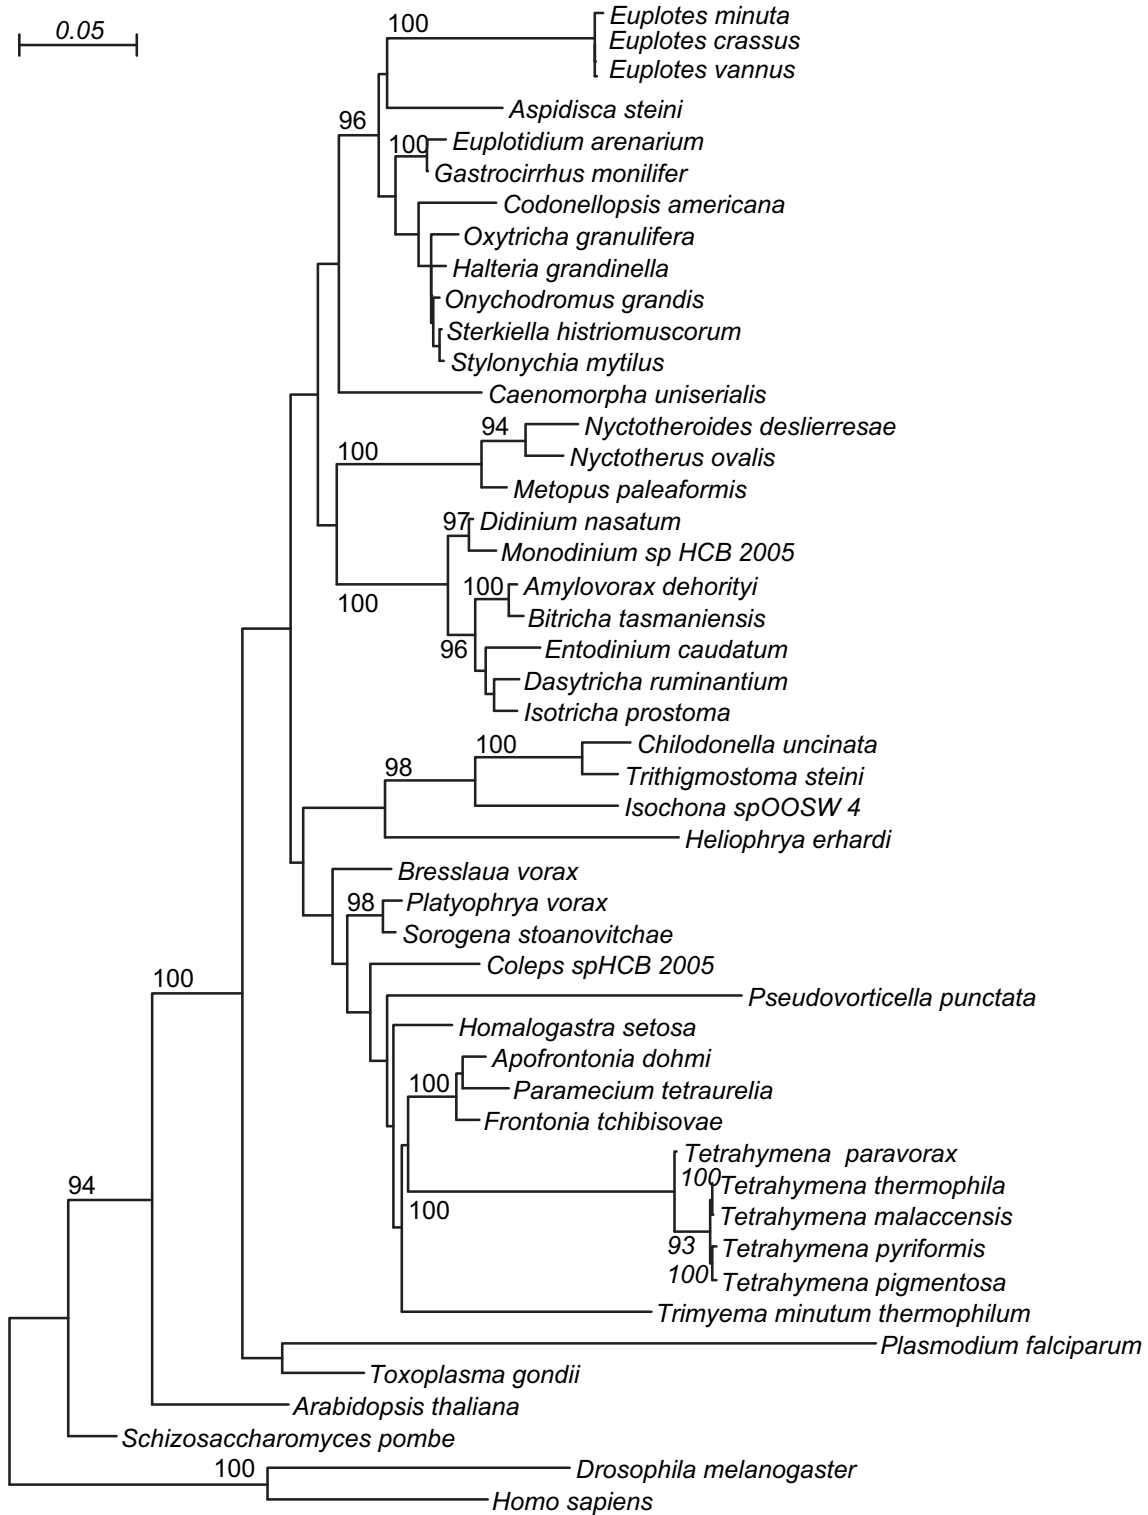 0.05
100
Euplotes minuta
Euplotes crassus
Euplotes vannus
Aspidisca steini
96
100
Euplotidium arenarium
Gastrocirrhus monilifer
Codonellopsis americana
Oxytricha granulifera
Halteria grandinella
Onychodromus grandis
Sterkiella histriomuscorum
Stylonychia mytilus
Caenomorpha uniserialis
94
Nyctotheroides deslierresae
100
Nyctotherus ovalis
Metopus paleaformis
97
Didinium nasatum
Monodinium sp HCB 2005
100
100
Amylovorax dehorityi
Bitricha tasmaniensis
96
Entodinium caudatum
Dasytricha ruminantium
Isotricha prostoma
100
Chilodonella uncinata
98
Trithigmostoma steini
Isochona spOOSW 4
Heliophrya erhardi
Bresslaua vorax
98
Platyophrya vorax
Sorogena stoanovitchae
Coleps spHCB 2005
100
Pseudovorticella punctata
Homalogastra setosa
Apofrontonia dohmi
100
Paramecium tetraurelia
Frontonia tchibisovae
Tetrahymena paravorax
100
Tetrahymena thermophila
94
100
Tetrahymena malaccensis
93
Tetrahymena pyriformis
100
Tetrahymena pigmentosa
Trimyema minutum thermophilum
Plasmodium falciparum
Toxoplasma gondii
Arabidopsis thaliana
Schizosaccharomyces pombe
100
Drosophila melanogaster
Homo sapiens